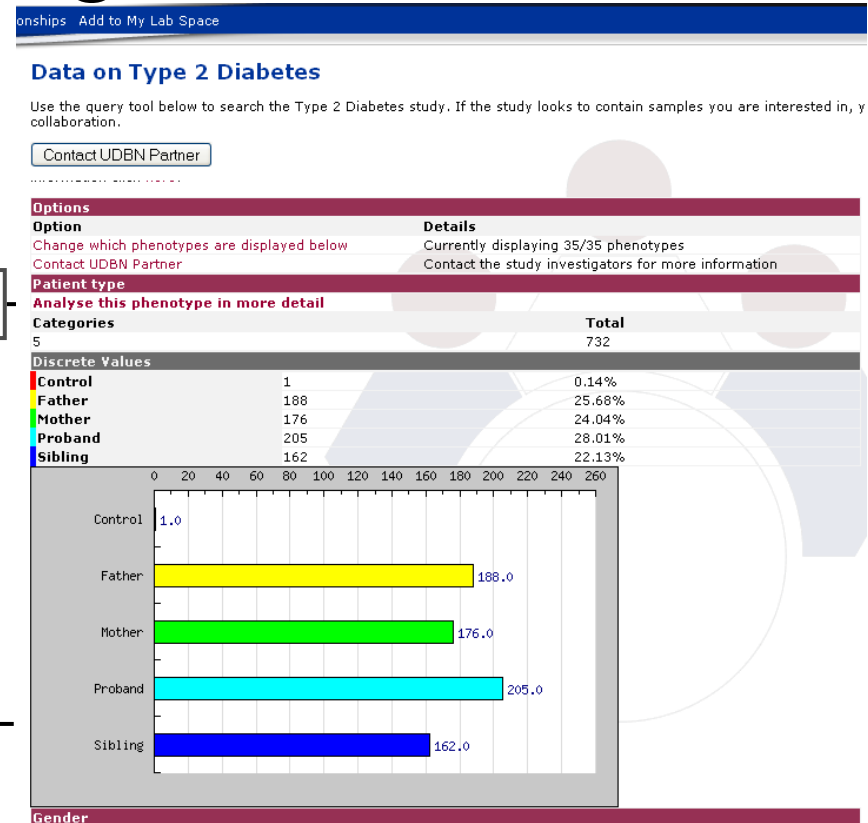 onships Add to My Lab Space
Data on Type 2 Diabetes
Use the query tool below to search the Type 2 Diabetes study. If the study looks to contain samples you are interested in, y
collaboration.
Contact UDBN Partner
Options
Option Details
Change which phenotypes are displayed below Currently displaying 35/35 phenotypes
Contact UDBN Partner Contact the study investigators for more information
Patient type
Analyse this phenotype in more detail
Categories Total
5 732
Discrete Values
Control 1 0.14%
Father 188 25.68%
Mother 176 24.04%
Proband 205 28.01%
Sibling 162 22.13%
0 20 40 60 80 100 120 140 160 180 200 220 240 260
Control 1.0
Father 188.0
Mother 176.0
Proband 205.0
Sibling 162.0
Gender